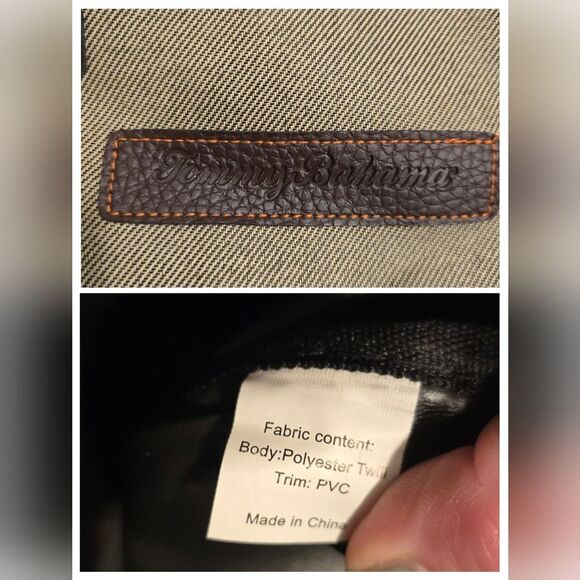 Tommy Bahama
Fabric content:
Body:Polyester Twill
Trim: PVC
Made in China